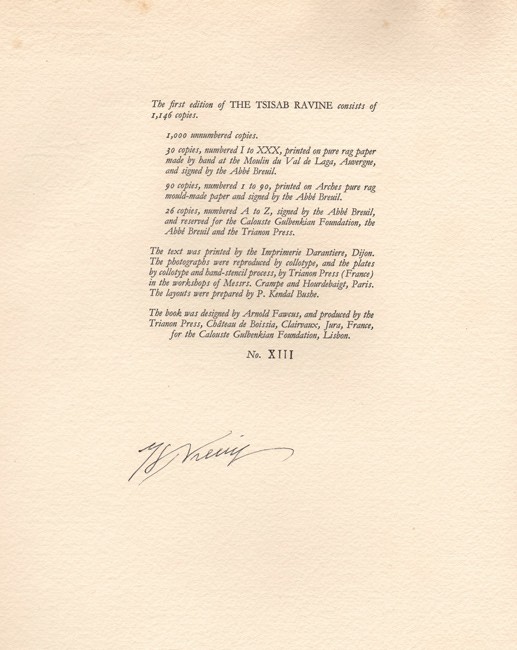 The first edition of THE TSISAB RAVINE consists of
1,146 copies.
1,000 unnumbered copies.
30 copies, numbered I to XXX, printed on pure rag paper
made by hand at the Moulin du Val de Laga, Auvergne,
and signed by the Abbé Breuil.
90 copies, numbered 1 to 90, printed on Arches pure rag
mould-made paper and signed by the Abbé Breuil.
26 copies, numbered A to Z, signed by the Abbé Breuil,
and reserved for the Calouste Gulbenkian Foundation, the
Abbé Breuil and the Trianon Press.
The text was printed by the Imprimerie Darantiere, Dijon.
The photographs were reproduced by collotype, and the plates
by collotype and hand-stencil process, by Trianon Press (France)
in the workshops of Messrs. Crampe and Hourdebaigt, Paris.
The layouts were prepared by P. Kendal Bushe.
The book was designed by Arnold Fawcus, and produced by the
Trianon Press, Château de Boissia, Clairvaux, Jura, France,
for the Calouste Gulbenkian Foundation, Lisbon.
No. XIII